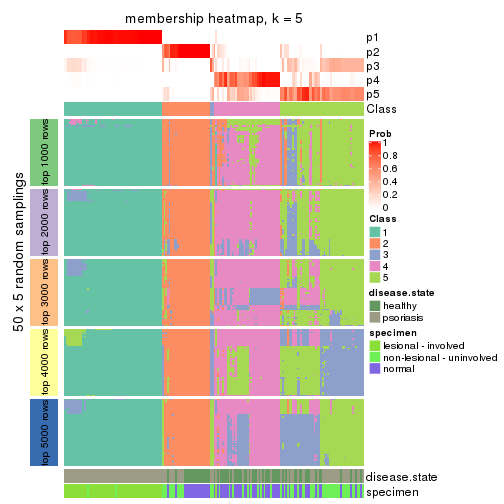 membership heatmap, k = 5
p1
p2
p3
p4
p5
Class
50 x 5 random samplings
top 1000 rows
top 2000 rows
top 3000 rows
top 4000 rows
top 5000 rows
disease.state
specimen
Prob
1
0.8
0.6
0.4
0.2
0
Class
1
2
3
4
5
disease.state
healthy
psoriasis
specimen
lesional - involved
non-lesional - uninvolved
normal